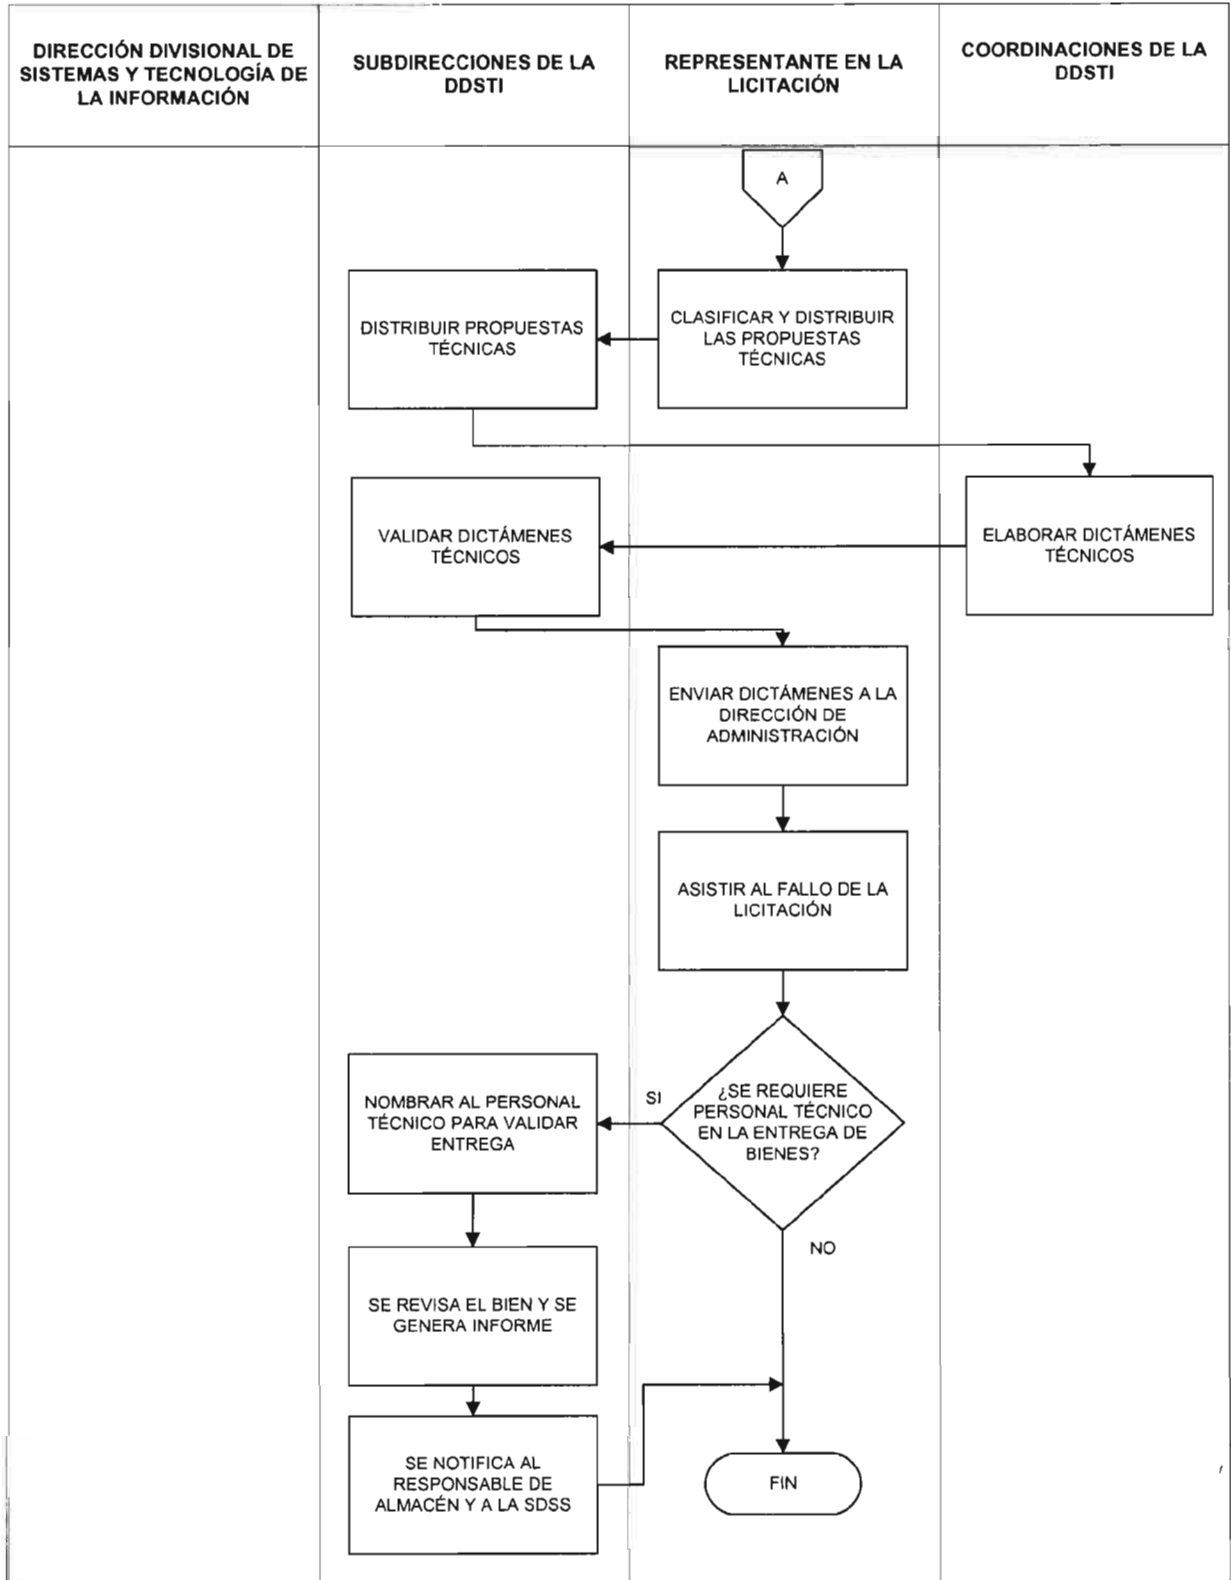 DIRECCIÓN DIVISIONAL DE
SISTEMAS Y TECNOLOGÍA DE
LA INFORMACIÓN
SUBDIRECCIONES DE LA
DDSTI
REPRESENTANTE EN LA
LICITACIÓN
COORDINACIONES DE LA
DDSTI
A
CLASIFICAR Y DISTRIBUIR
LAS PROPUESTAS
TÉCNICAS
DISTRIBUIR PROPUESTAS
TÉCNICAS
ELABORAR DICTÁMENES
TÉCNICOS
VALIDAR DICTÁMENES
TÉCNICOS
ENVIAR DICTÁMENES A LA
DIRECCIÓN DE
ADMINISTRACIÓN
ASISTIR AL FALLO DE LA
LICITACIÓN
¿SE REQUIERE
PERSONAL TÉCNICO
EN LA ENTREGA DE
BIENES?
SI
NOMBRAR AL PERSONAL
TÉCNICO PARA VALIDAR
ENTREGA
SE REVISA EL BIEN Y SE
GENERA INFORME
SE NOTIFICA AL
RESPONSABLE DE
ALMACÉN Y A LA SDSS
NO
FIN